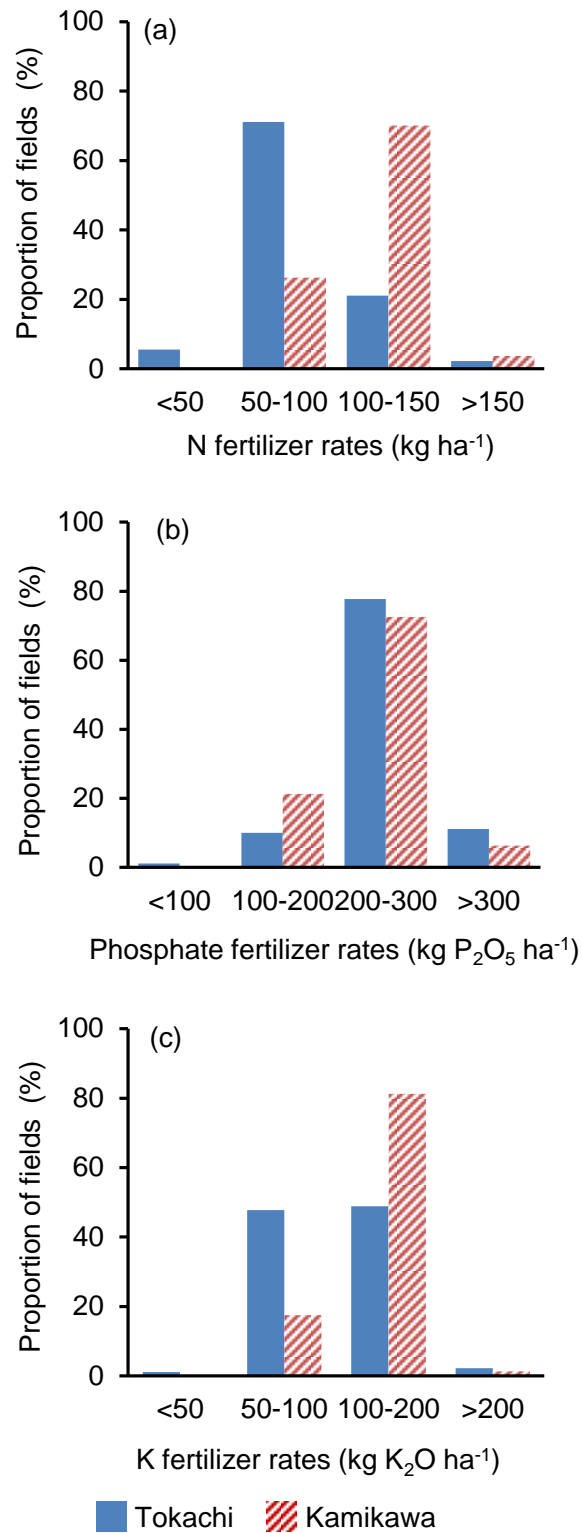 (a)
Proportion of fields (%)
100
80
60
40
20
0
<50 50-100 100-150 >150
N fertilizer rates (kg ha⁻¹)
(b)
Proportion of fields (%)
100
80
60
40
20
0
<100 100-200 200-300 >300
Phosphate fertilizer rates (kg P₂O₅ ha⁻¹)
(c)
Proportion of fields (%)
100
80
60
40
20
0
<50 50-100 100-200 >200
K fertilizer rates (kg K₂O ha⁻¹)
Tokachi Kamikawa